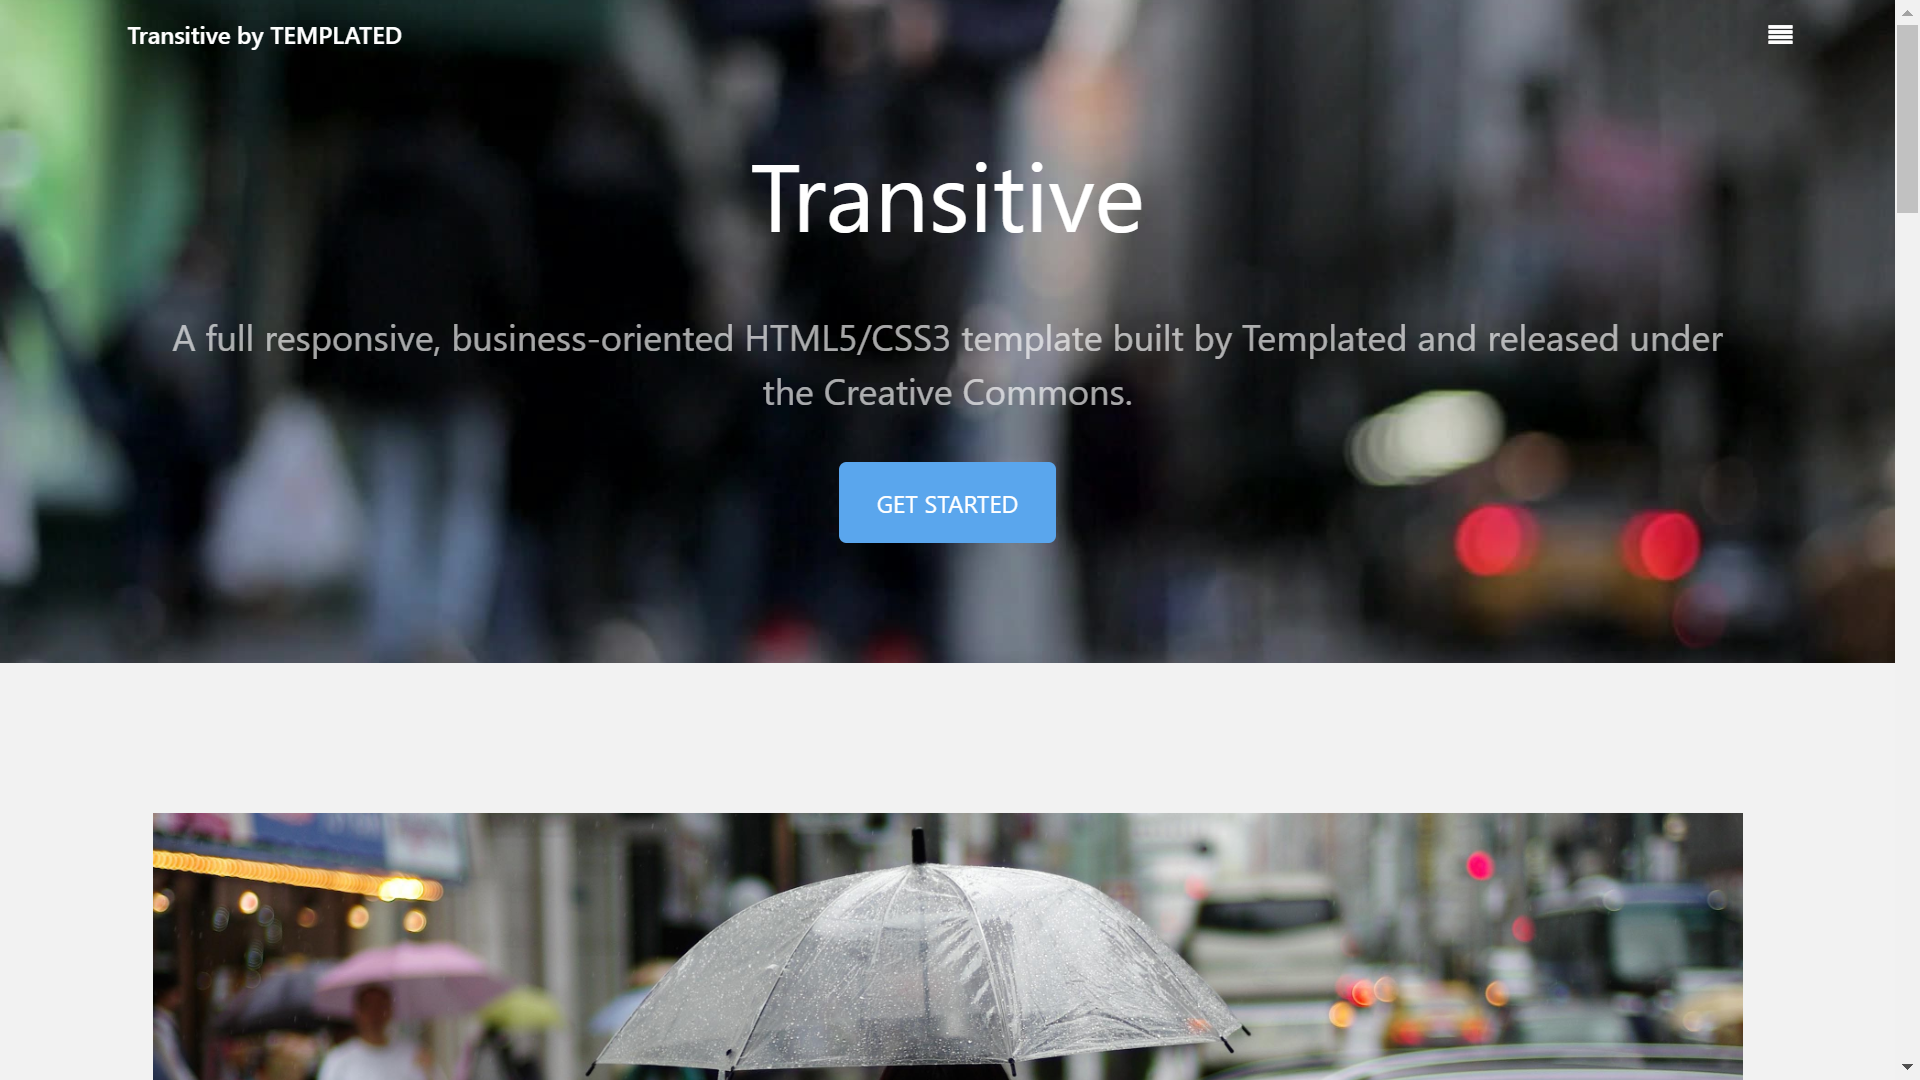 Transitive by TEMPLATED
Transitive
A full responsive, business-oriented HTML5/CSS3 template built by Templated and released under
the Creative Commons.
GET STARTED